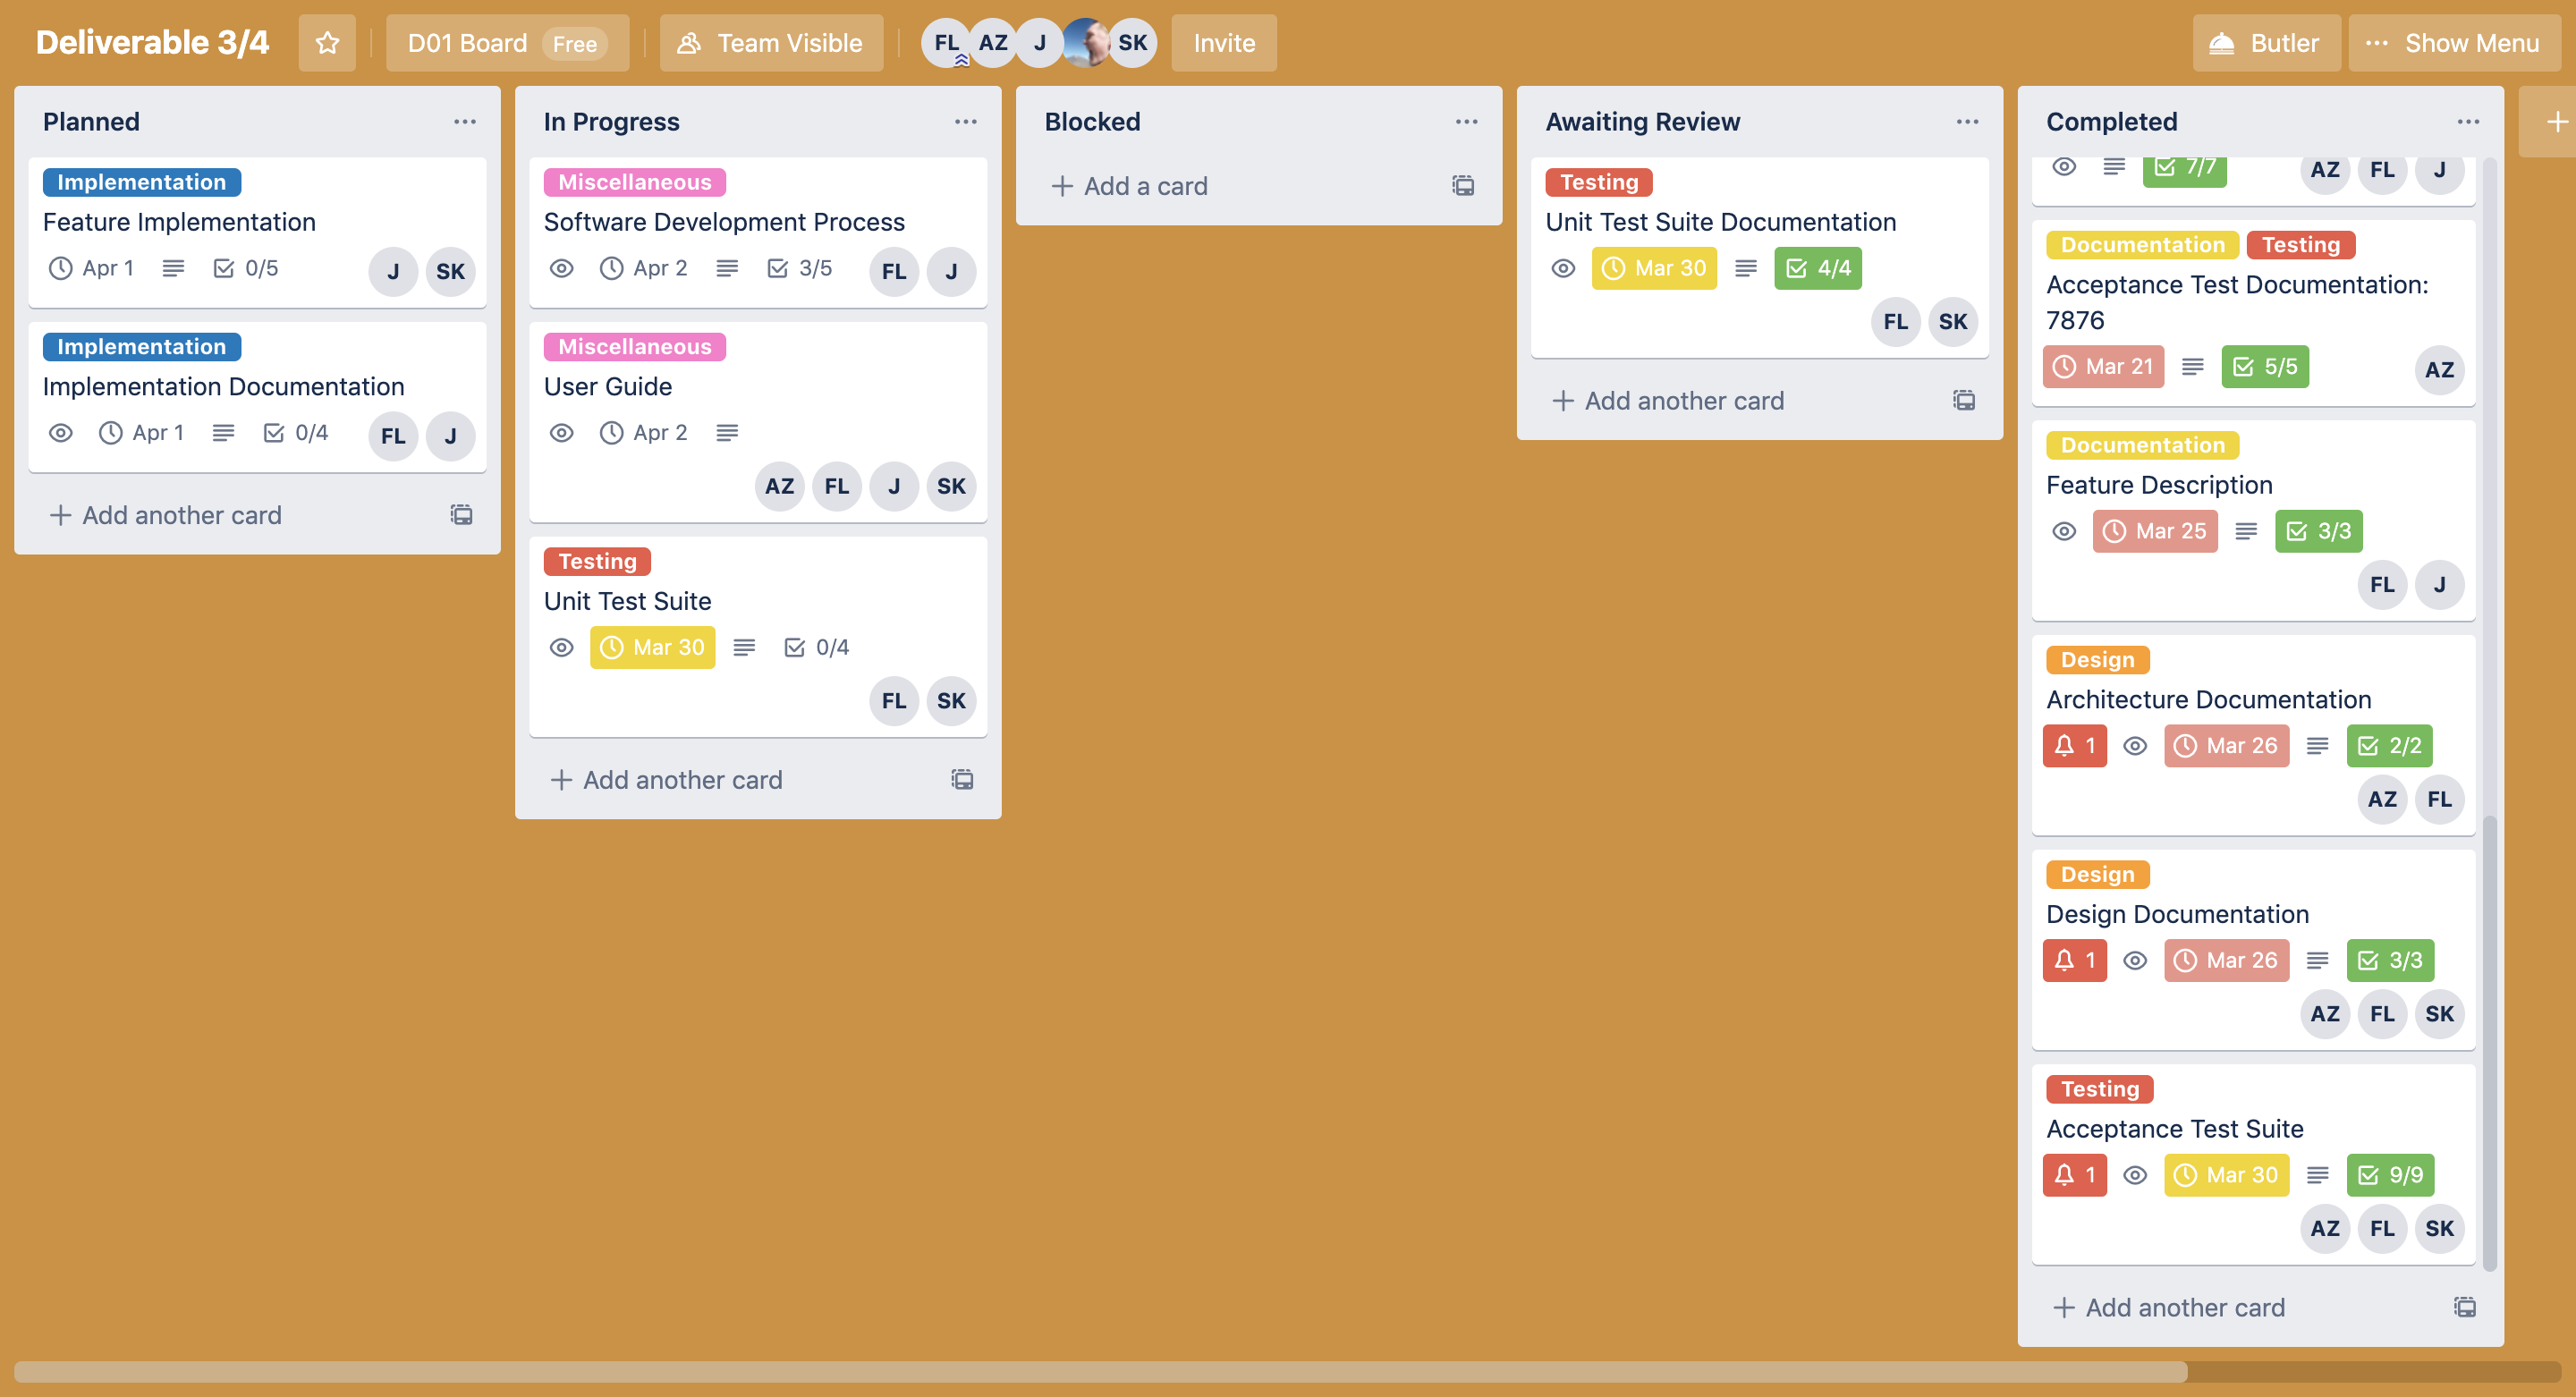 Deliverable 3/4
D01 Board Free
Team Visible
FL AZ J SK
Invite
Butler
Show Menu
Planned
Implementation
Feature Implementation
Apr 1 0/5
J SK
Implementation
Implementation Documentation
Apr 1 0/4
FL J
Add another card
In Progress
Miscellaneous
Software Development Process
Apr 2 3/5
FL J
Miscellaneous
User Guide
Apr 2
AZ FL J SK
Testing
Unit Test Suite
Mar 30 0/4
FL SK
Add another card
Blocked
Add a card
Awaiting Review
Testing
Unit Test Suite Documentation
Mar 30 4/4
FL SK
Add another card
Completed
7/7
AZ FL J
Documentation Testing
Acceptance Test Documentation:
7876
Mar 21 5/5
AZ
Documentation
Feature Description
Mar 25 3/3
FL J
Design
Architecture Documentation
1 Mar 26 2/2
AZ FL
Design
Design Documentation
1 Mar 26 3/3
AZ FL SK
Testing
Acceptance Test Suite
1 Mar 30 9/9
AZ FL SK
Add another card